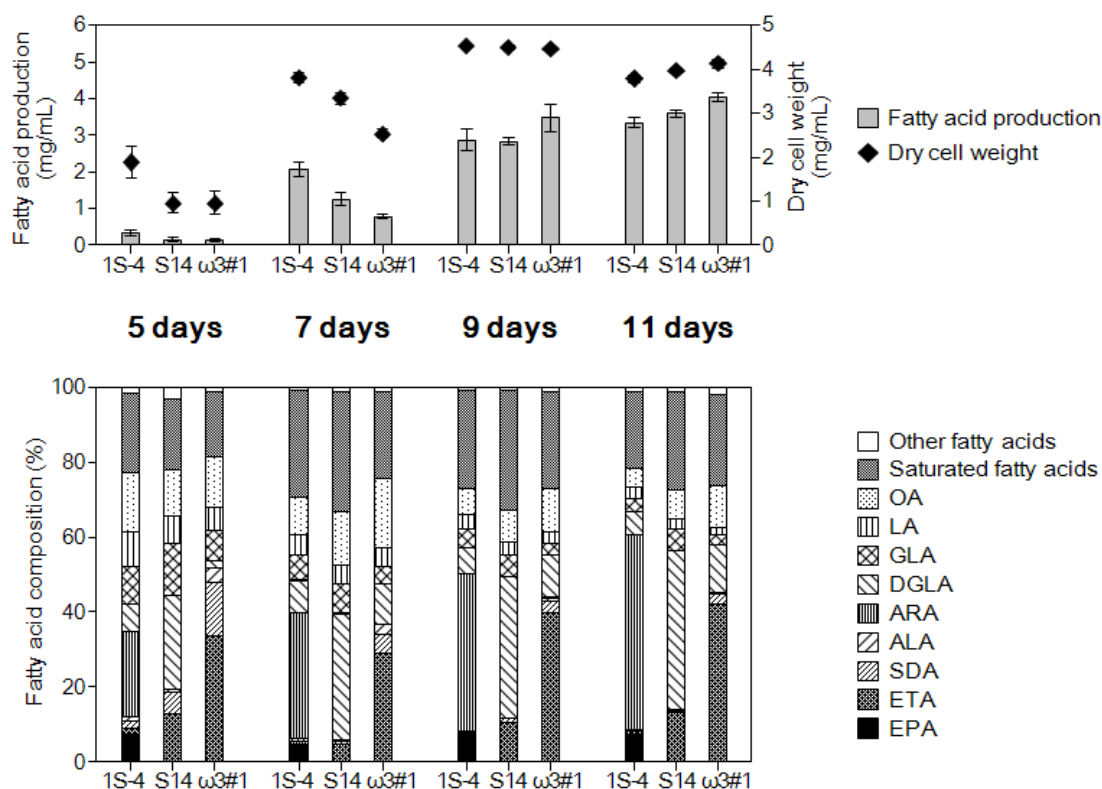 Fatty acid production
(mg/mL)
6
5
4
3
2
1
0
5
4
3
2
1
0
Dry cell weight
(mg/mL)
Fatty acid production
Dry cell weight
1S-4 S14 ω3#1 1S-4 S14 ω3#1 1S-4 S14 ω3#1 1S-4 S14 ω3#1
5 days 7 days 9 days 11 days
Fatty acid composition (%)
100
80
60
40
20
0
Other fatty acids
Saturated fatty acids
OA
LA
GLA
DGLA
ARA
ALA
SDA
ETA
EPA
1S-4 S14 ω3#1 1S-4 S14 ω3#1 1S-4 S14 ω3#1 1S-4 S14 ω3#1